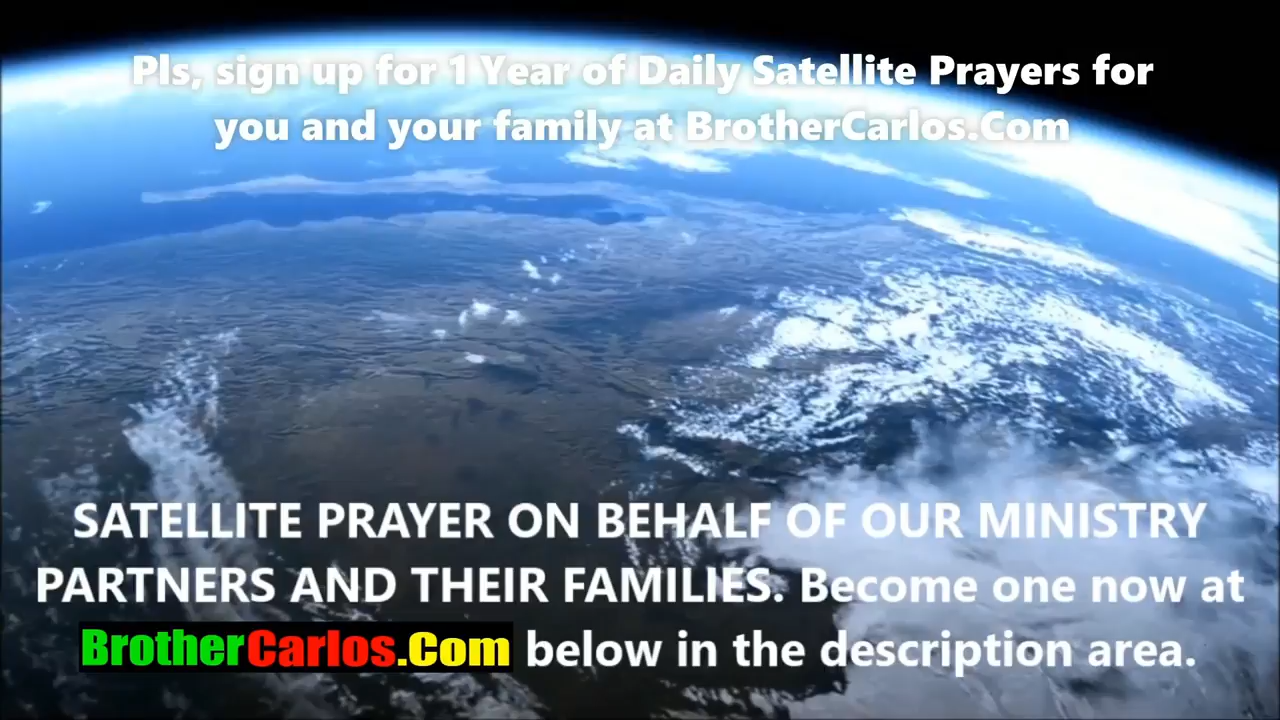 Pls, sign up for 1 Year of Daily Satellite Prayers for
you and your family at BrotherCarlos.Com
SATELLITE PRAYER ON BEHALF OF OUR MINISTRY
PARTNERS AND THEIR FAMILIES. Become one now at
BrotherCarlos.Com below in the description area.